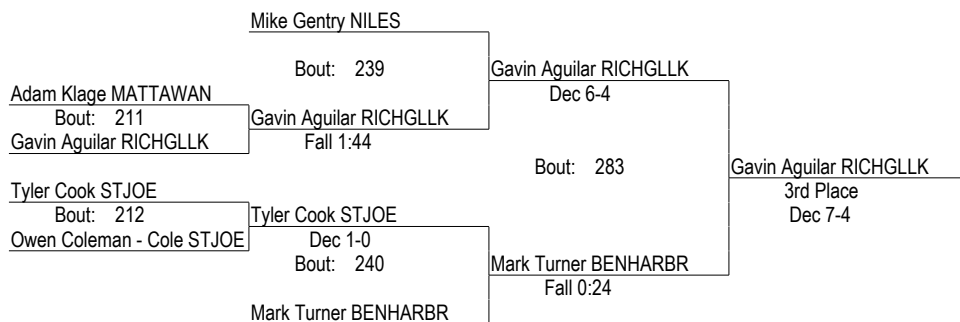 Mike Gentry NILES
Bout: 239
Gavin Aguilar RICHGLLK
Adam Klage MATTAWAN
Dec 6-4
Bout: 211
Gavin Aguilar RICHGLLK
Gavin Aguilar RICHGLLK
Fall 1:44
Bout: 283
Gavin Aguilar RICHGLLK
Tyler Cook STJOE
3rd Place
Bout: 212
Tyler Cook STJOE
Dec 7-4
Owen Coleman - Cole STJOE
Dec 1-0
Bout: 240
Mark Turner BENHARBR
Fall 0:24
Mark Turner BENHARBR